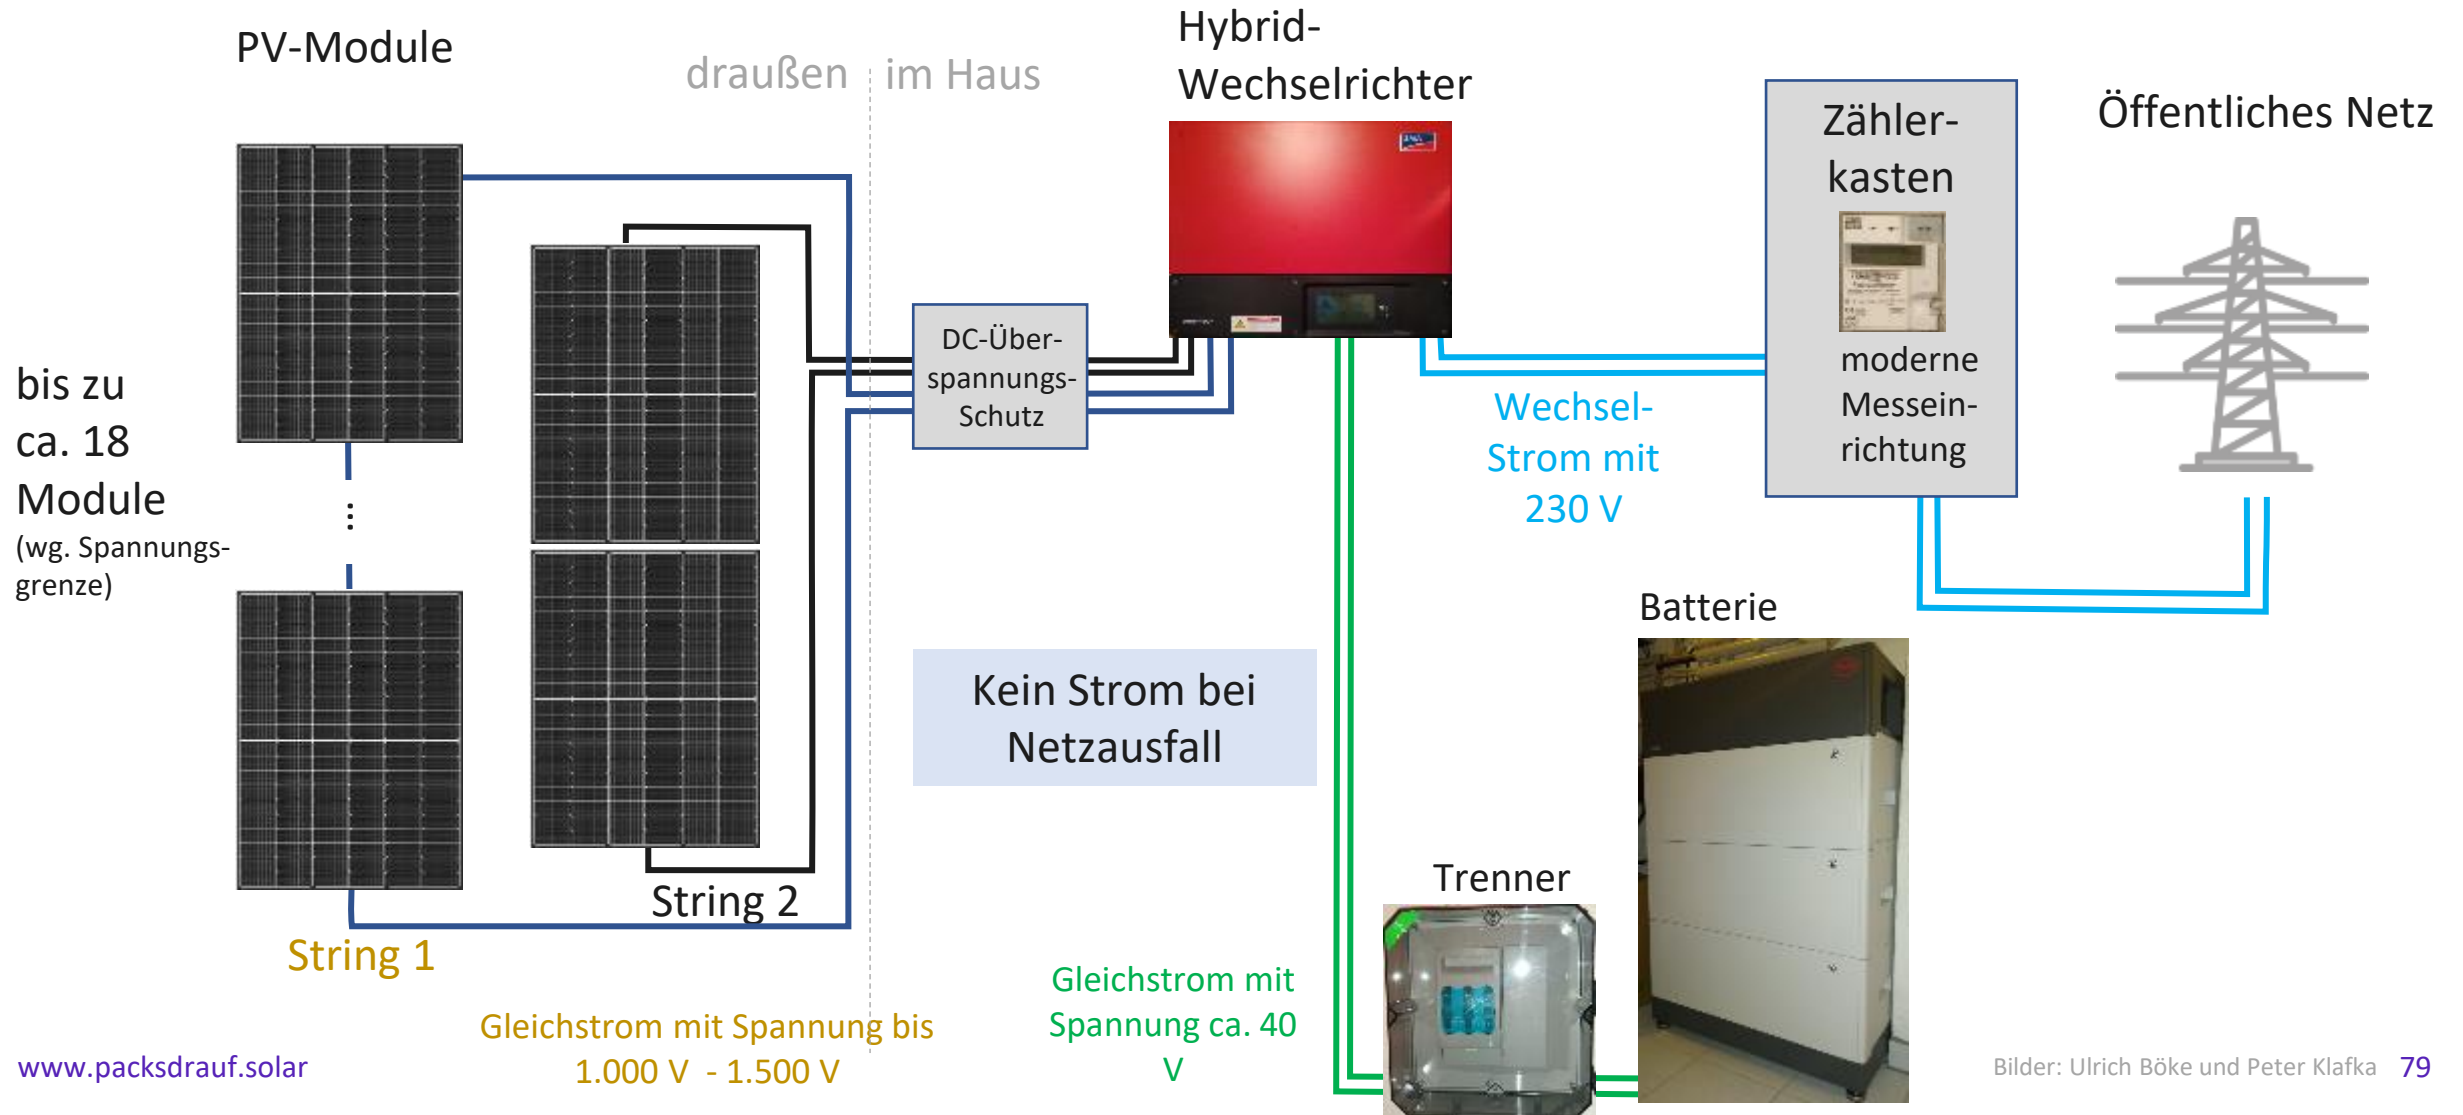 PV-Module
draußen
im Haus
Hybrid-
Wechselrichter
Zähler-
kasten
moderne
Messein-
richtung
Öffentliches Netz
bis zu
ca. 18
Module
(wg. Spannungs-
grenze)
...
DC-Über-
spannungs-
Schutz
Wechsel-
Strom mit
230 V
Kein Strom bei
Netzausfall
Batterie
Trenner
String 2
String 1
Gleichstrom mit Spannung bis
1.000 V - 1.500 V
Gleichstrom mit
Spannung ca. 40
V
www.packsdrauf.solar
Bilder: Ulrich Böke und Peter Klafka
79